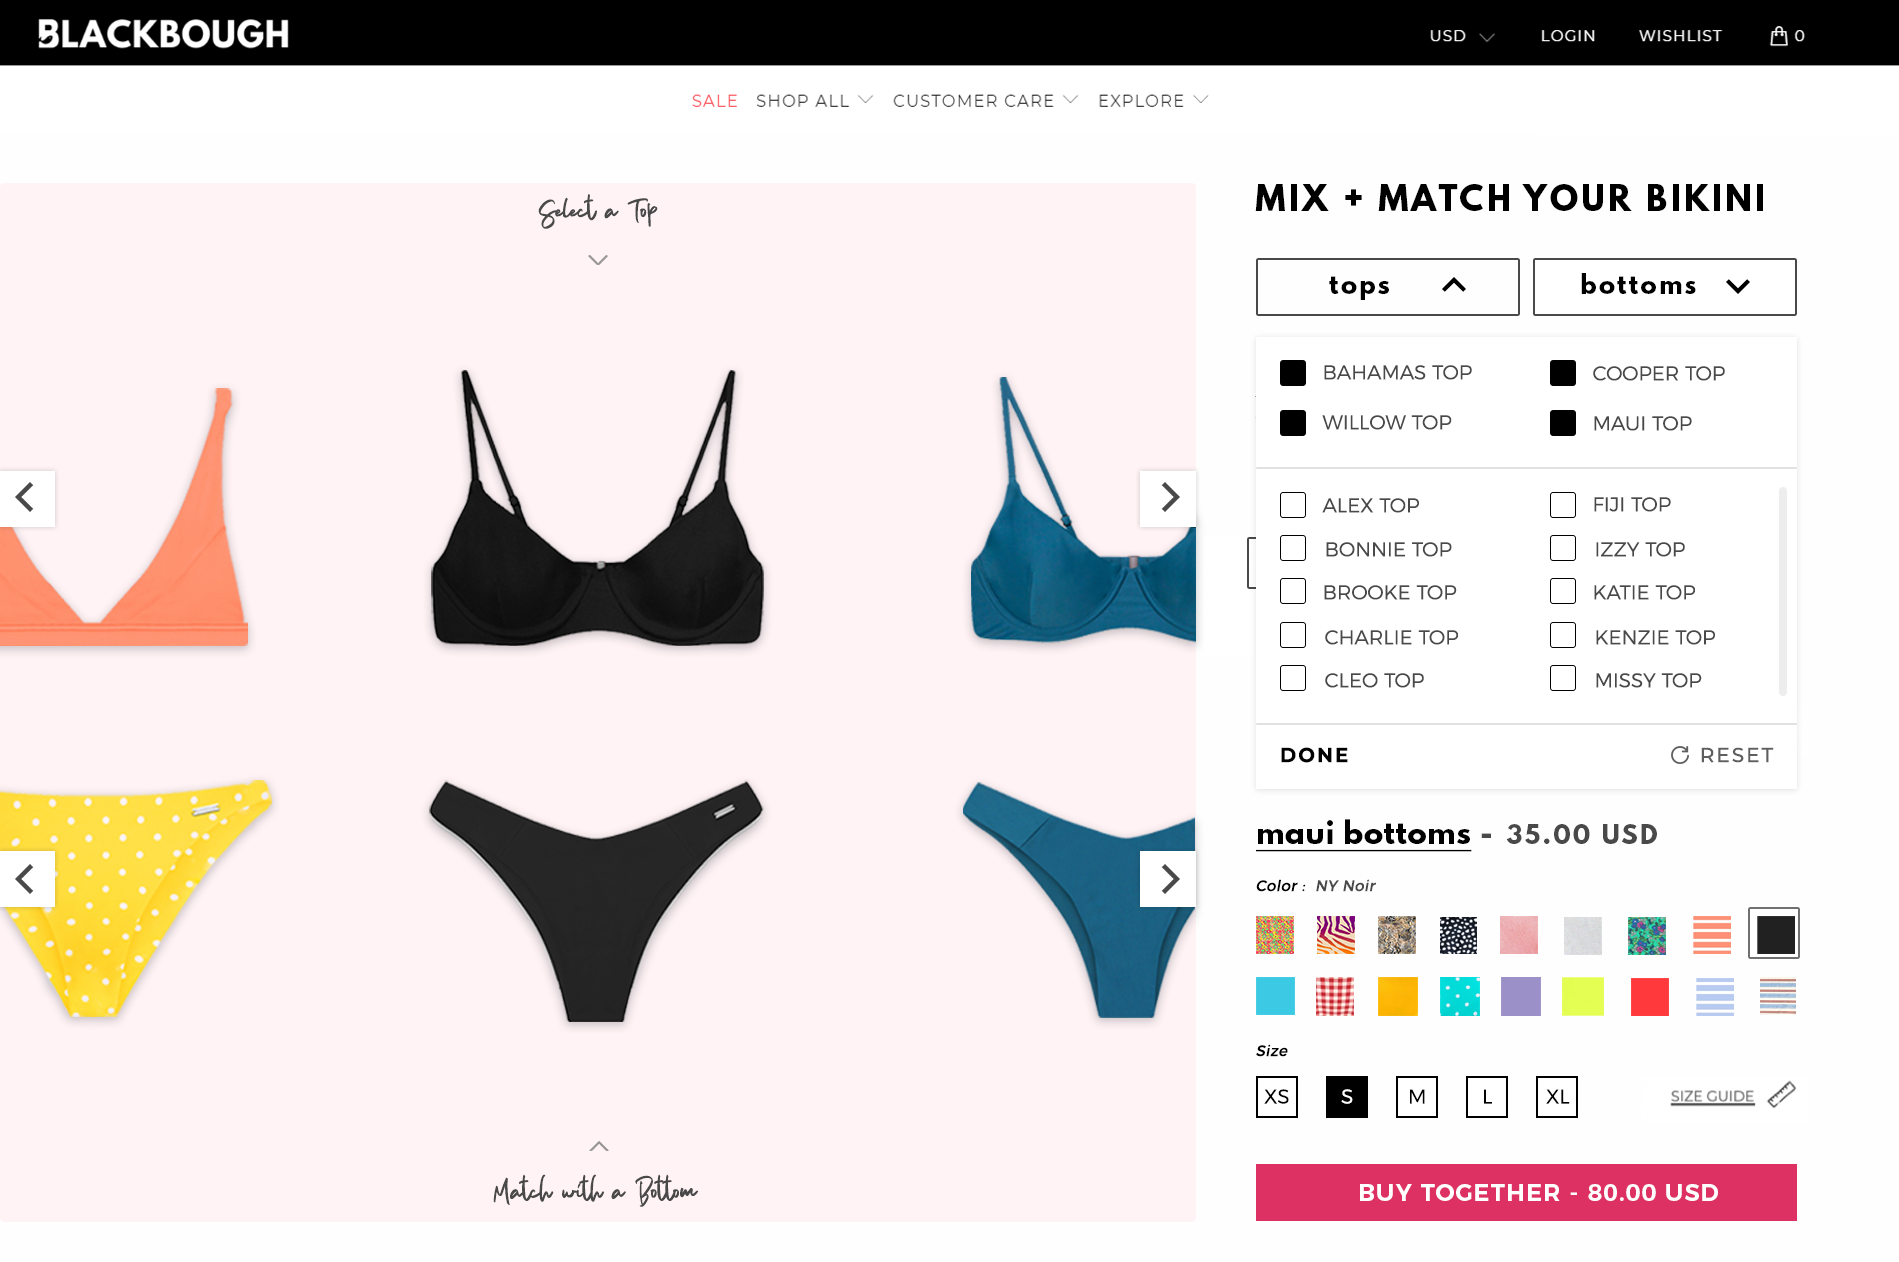 BLACKBOUGH
USD LOGIN WISHLIST 0
SALE SHOP ALL CUSTOMER CARE EXPLORE
Select a Top
Match with a Bottom
MIX + MATCH YOUR BIKINI
tops bottoms
BAHAMAS TOP COOPER TOP
WILLOW TOP MAUI TOP
ALEX TOP FIJI TOP
BONNIE TOP IZZY TOP
BROOKE TOP KATIE TOP
CHARLIE TOP KENZIE TOP
CLEO TOP MISSY TOP
DONE RESET
maui bottoms - 35.00 USD
Color : NY Noir
Size
XS S M L XL SIZE GUIDE
BUY TOGETHER - 80.00 USD